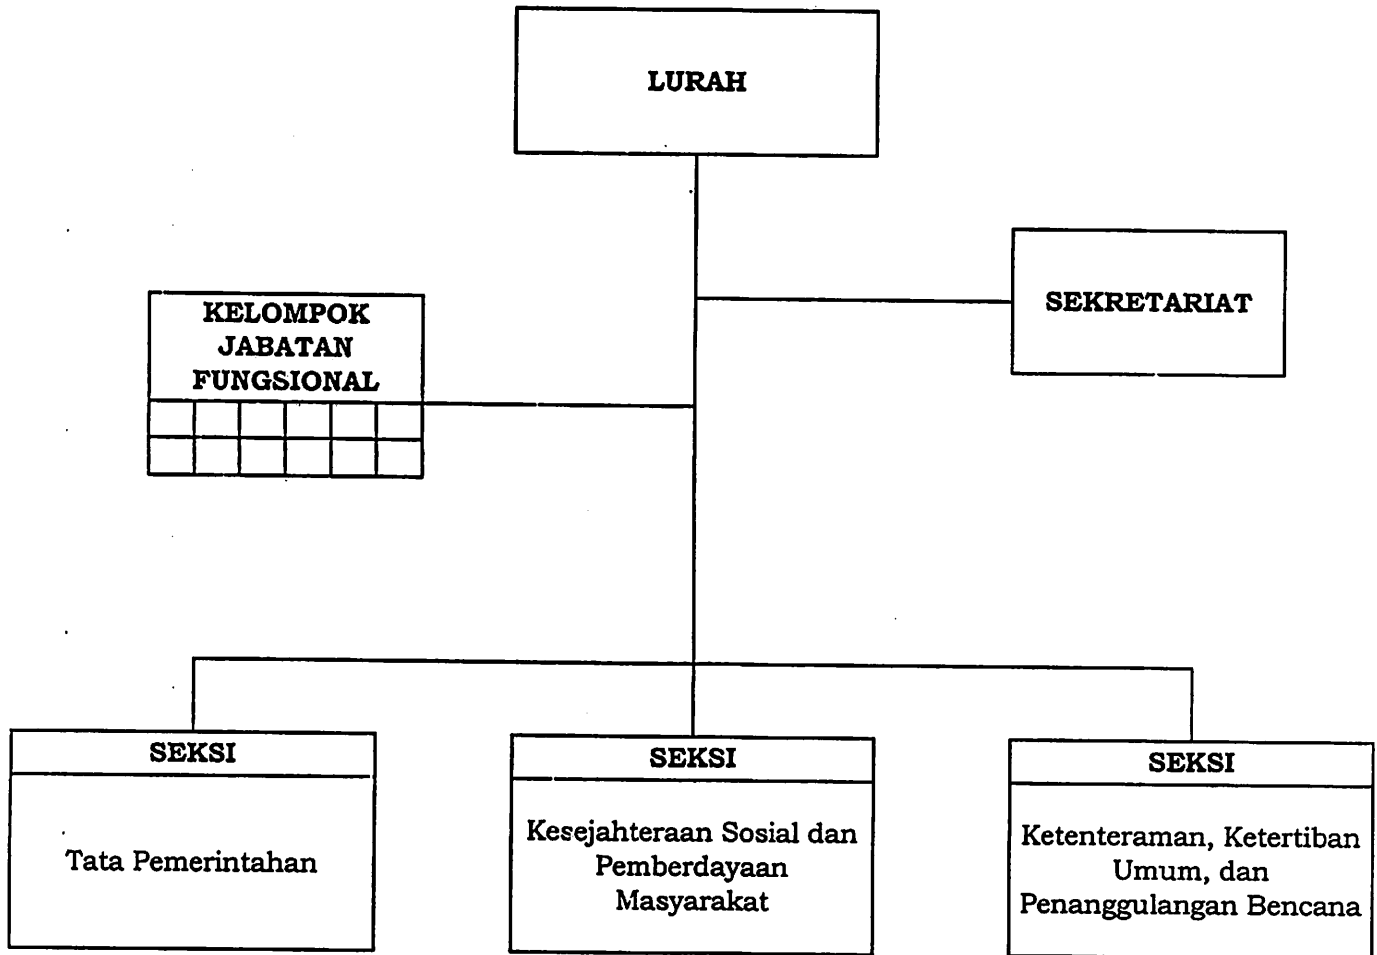 LURAH
SEKRETARIAT
KELOMPOK
JABATAN
FUNGSIONAL
SEKSI
Tata Pemerintahan
SEKSI
Kesejahteraan Sosial dan
Pemberdayaan
Masyarakat
SEKSI
Ketenteraman, Ketertiban
Umum, dan
Penanggulangan Bencana